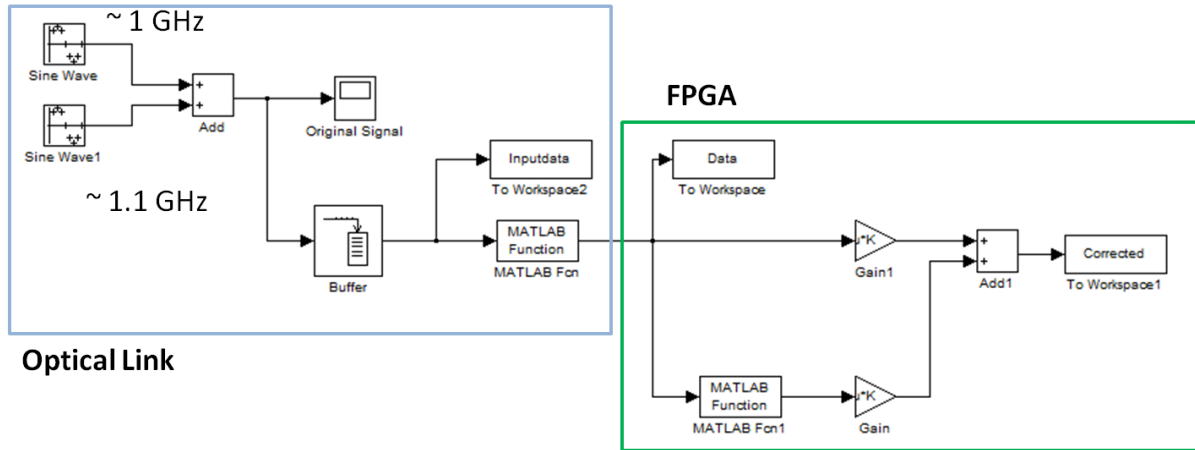 ~ 1 GHz
Sine Wave
Sine Wave1
~ 1.1 GHz
+
+
Add
Original Signal
Inputdata
To Workspace2
Buffer
MATLAB
Function
MATLAB Fcn
Optical Link
FPGA
Data
To Workspace
Gain1
+
+
Add1
Corrected
To Workspace1
MATLAB
Function
MATLAB Fcn1
Gain